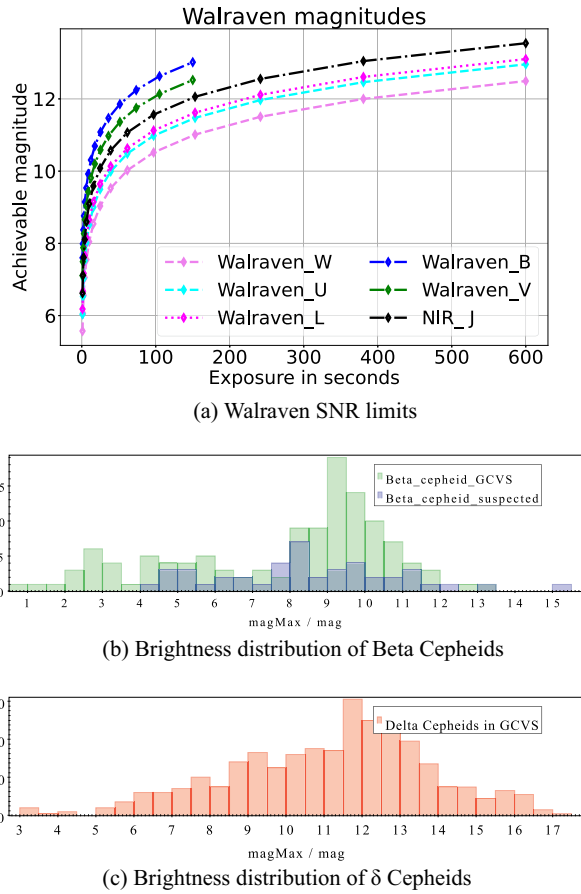 Walraven magnitudes
Achievable magnitude
12
10
8
6
Walraven_W
Walraven_U
Walraven_L
Walraven_B
Walraven_V
NIR_J
0 100 200 300 400 500 600
Exposure in seconds
(a) Walraven SNR limits
Beta_cepheid_GCVS
Beta_cepheid_suspected
1 2 3 4 5 6 7 8 9 10 11 12 13 14 15
magMax / mag
(b) Brightness distribution of Beta Cepheids
Delta Cepheids in GCVS
3 4 5 6 7 8 9 10 11 12 13 14 15 16 17
magMax / mag
(c) Brightness distribution of δ Cepheids